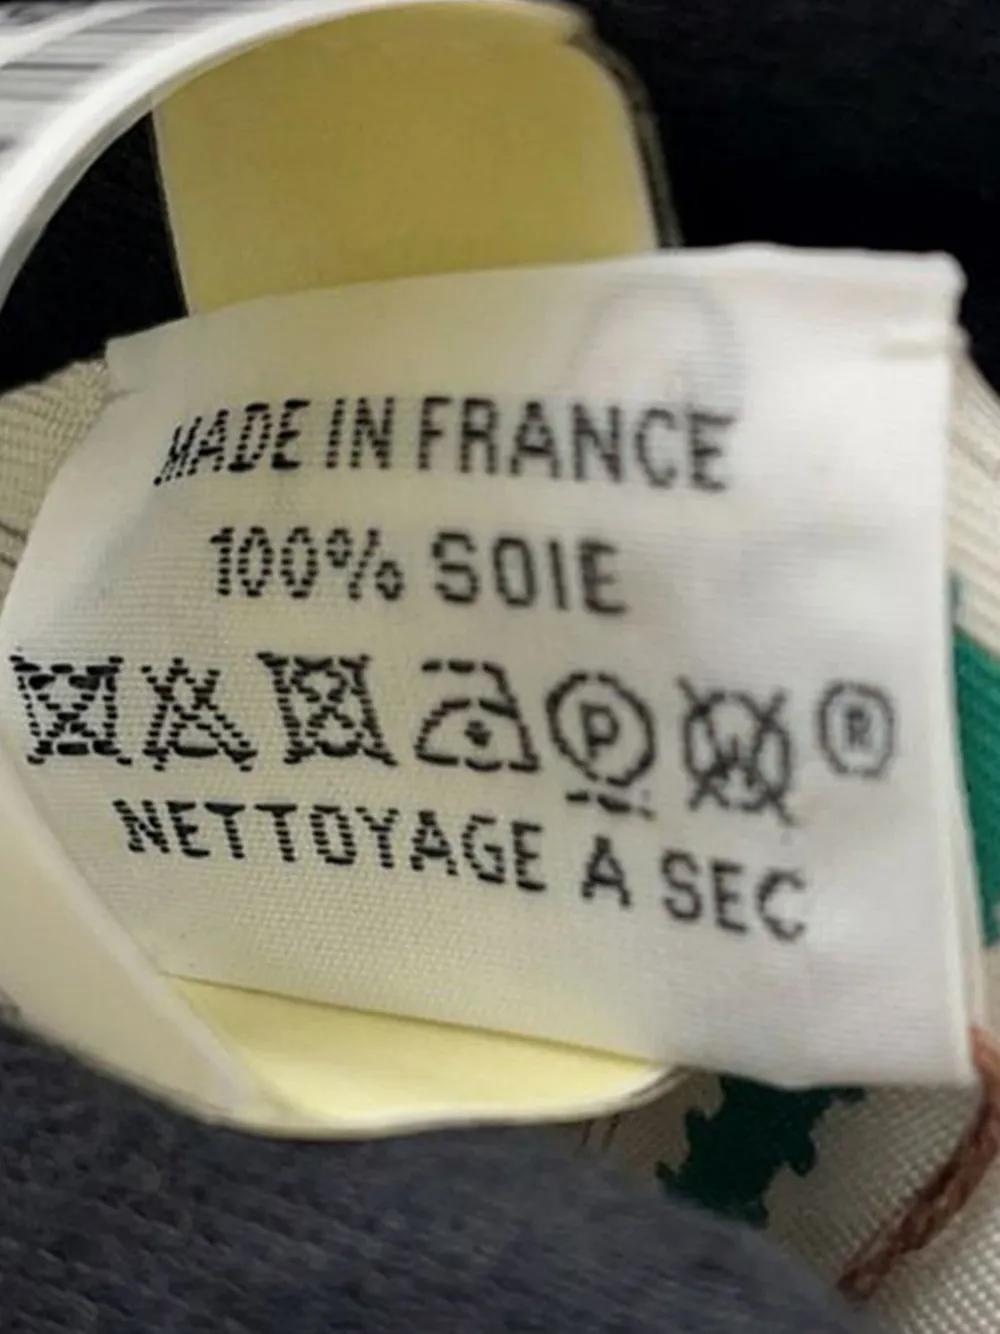 MADE IN FRANCE
100% SOIE
P W ®
NETTOYAGE A SEC